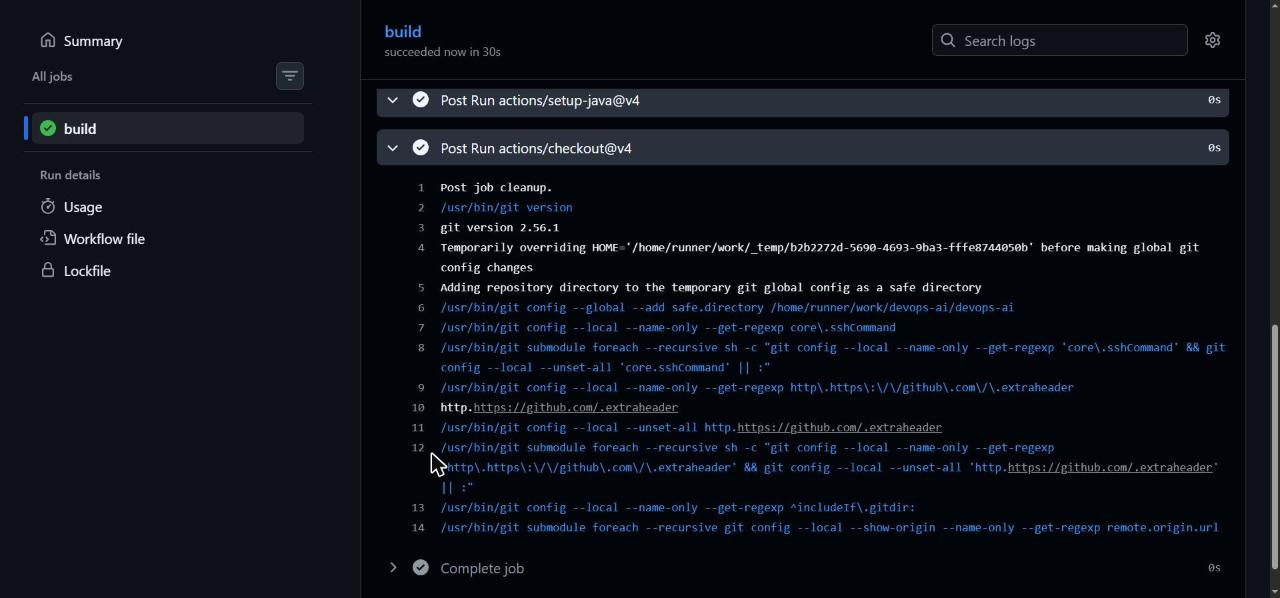 Summary
All jobs
build
Run details
Usage
Workflow file
Lockfile
build
succeeded now in 30s
Search logs
Post Run actions/setup-java@v4 0s
Post Run actions/checkout@v4 0s
1 Post job cleanup.
2 /usr/bin/git version
3 git version 2.56.1
4 Temporarily overriding HOME='/home/runner/work/_temp/b2b2272d-5690-4693-9ba3-fffe8744050b' before making global git
config changes
5 Adding repository directory to the temporary git global config as a safe directory
6 /usr/bin/git config --global --add safe.directory /home/runner/work/devops-ai/devops-ai
7 /usr/bin/git config --local --name-only --get-regexp core\.sshCommand
8 /usr/bin/git submodule foreach --recursive sh -c "git config --local --name-only --get-regexp 'core\.sshCommand' && git
config --local --unset-all 'core.sshCommand' || :"
9 /usr/bin/git config --local --name-only --get-regexp http\.https\:\/\/github\.com\/\.extraheader
10 http.https://github.com/.extraheader
11 /usr/bin/git config --local --unset-all http.https://github.com/.extraheader
12 /usr/bin/git submodule foreach --recursive sh -c "git config --local --name-only --get-regexp
http\.https\:\/\/github\.com\/\.extraheader' && git config --local --unset-all 'http.https://github.com/.extraheader'
|| :"
13 /usr/bin/git config --local --name-only --get-regexp ^includeIf\.gitdir:
14 /usr/bin/git submodule foreach --recursive git config --local --show-origin --name-only --get-regexp remote.origin.url
Complete job 0s